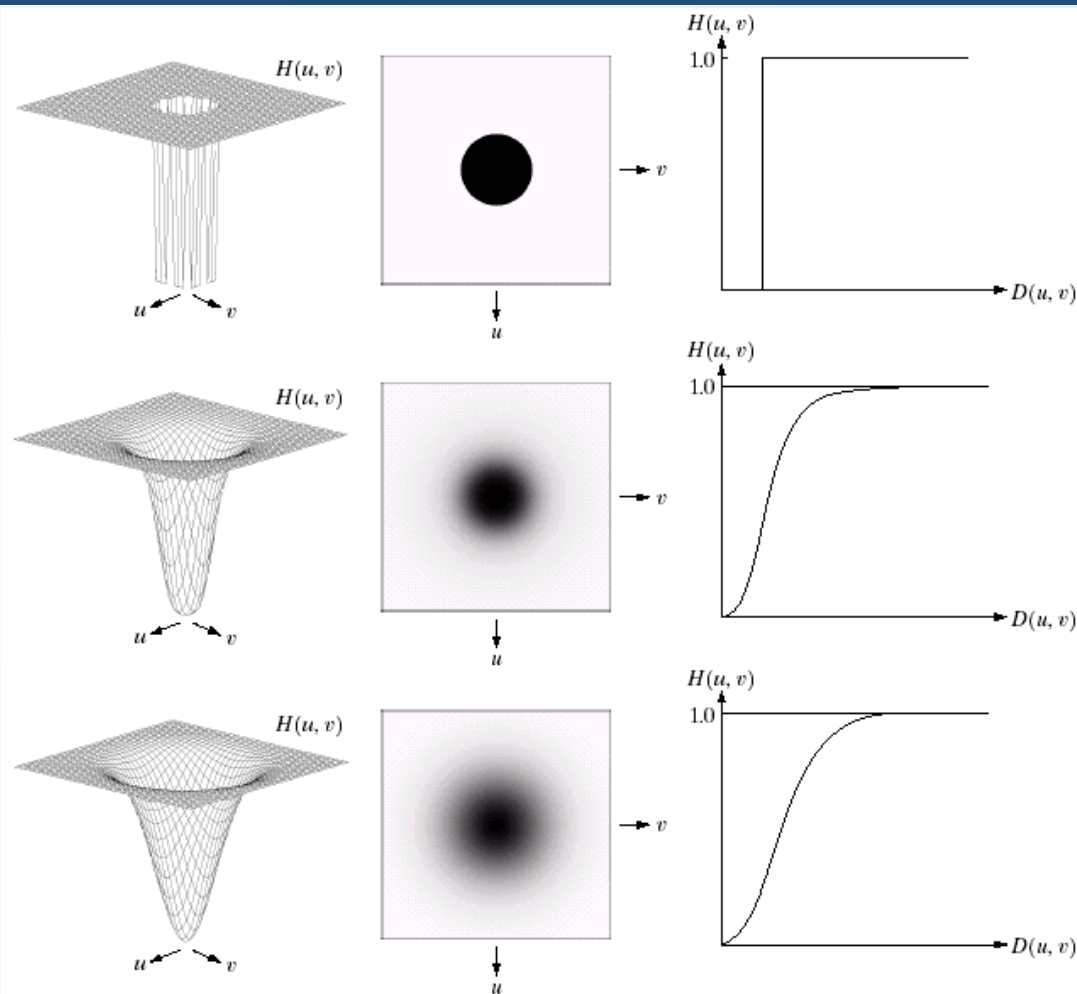 H(u, v)
u
v
v
u
H(u, v)
1.0
D(u, v)
H(u, v)
u
v
v
u
H(u, v)
1.0
D(u, v)
H(u, v)
u
v
v
u
H(u, v)
1.0
D(u, v)